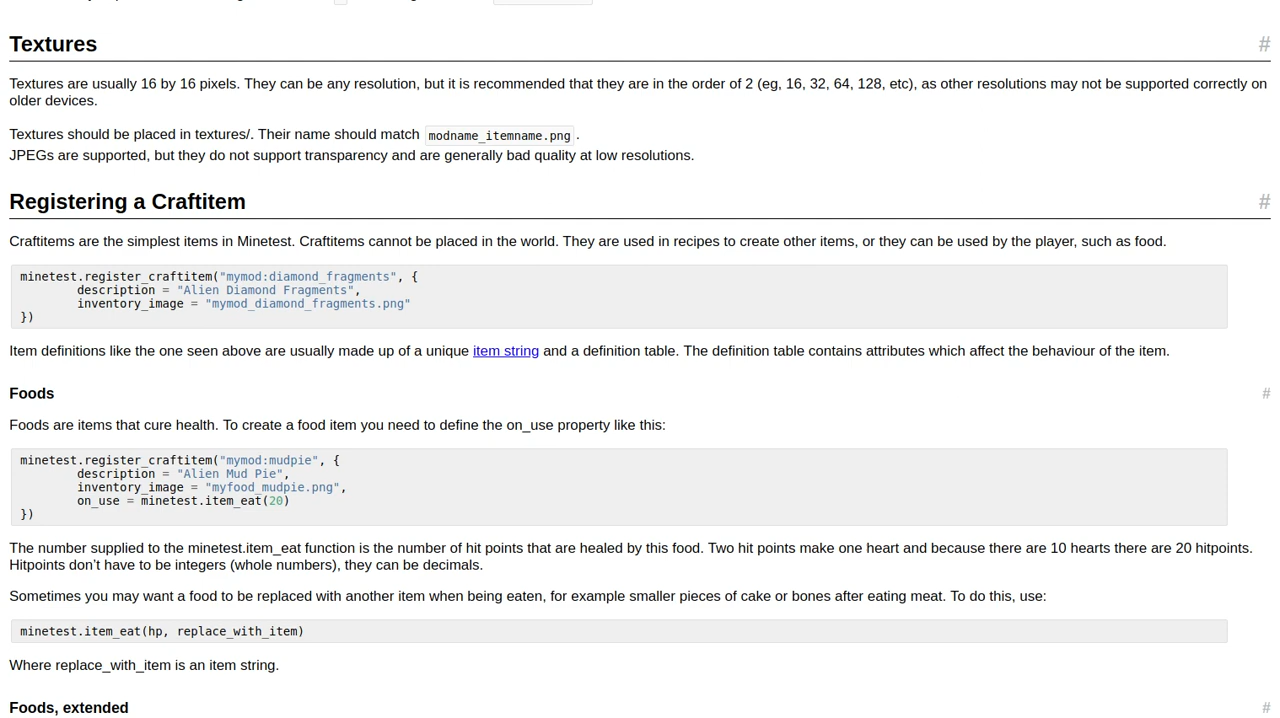 Textures #
Textures are usually 16 by 16 pixels. They can be any resolution, but it is recommended that they are in the order of 2 (eg, 16, 32, 64, 128, etc), as other resolutions may not be supported correctly on
older devices.
Textures should be placed in textures/. Their name should match modname_itemname.png .
JPEGs are supported, but they do not support transparency and are generally bad quality at low resolutions.
Registering a Craftitem #
Craftitems are the simplest items in Minetest. Craftitems cannot be placed in the world. They are used in recipes to create other items, or they can be used by the player, such as food.
minetest.register_craftitem("mymod:diamond_fragments", {
description = "Alien Diamond Fragments",
inventory_image = "mymod_diamond_fragments.png"
})
Item definitions like the one seen above are usually made up of a unique item string and a definition table. The definition table contains attributes which affect the behaviour of the item.
Foods #
Foods are items that cure health. To create a food item you need to define the on_use property like this:
minetest.register_craftitem("mymod:mudpie", {
description = "Alien Mud Pie",
inventory_image = "myfood_mudpie.png",
on_use = minetest.item_eat(20)
})
The number supplied to the minetest.item_eat function is the number of hit points that are healed by this food. Two hit points make one heart and because there are 10 hearts there are 20 hitpoints.
Hitpoints don’t have to be integers (whole numbers), they can be decimals.
Sometimes you may want a food to be replaced with another item when being eaten, for example smaller pieces of cake or bones after eating meat. To do this, use:
minetest.item_eat(hp, replace_with_item)
Where replace_with_item is an item string.
Foods, extended #